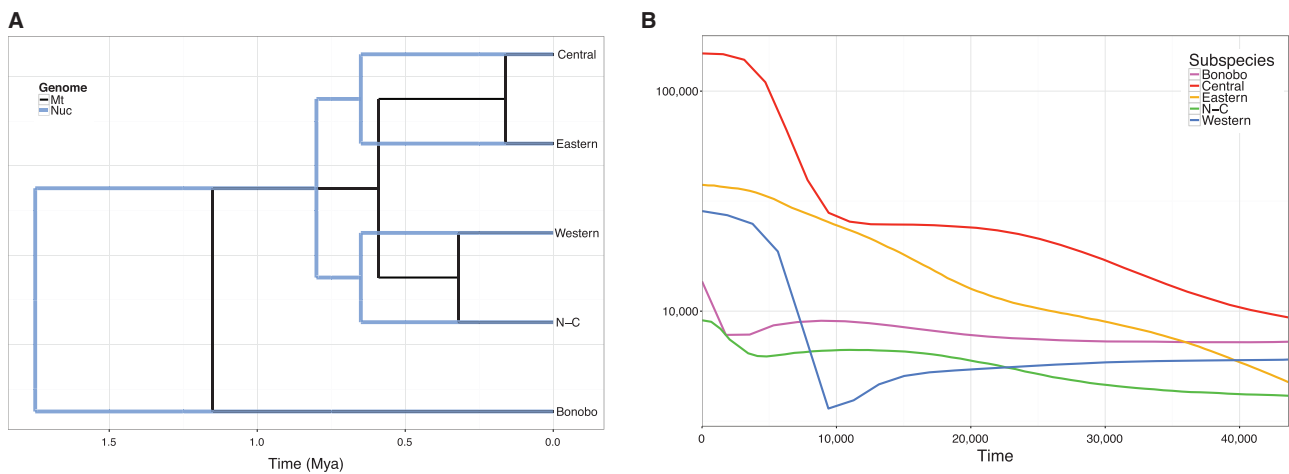 A
Genome
Mt
Nuc
Central
Eastern
Western
N–C
Bonobo
1.5 1.0 0.5 0.0
Time (Mya)
B
100,000
10,000
Subspecies
Bonobo
Central
Eastern
N–C
Western
0 10,000 20,000 30,000 40,000
Time